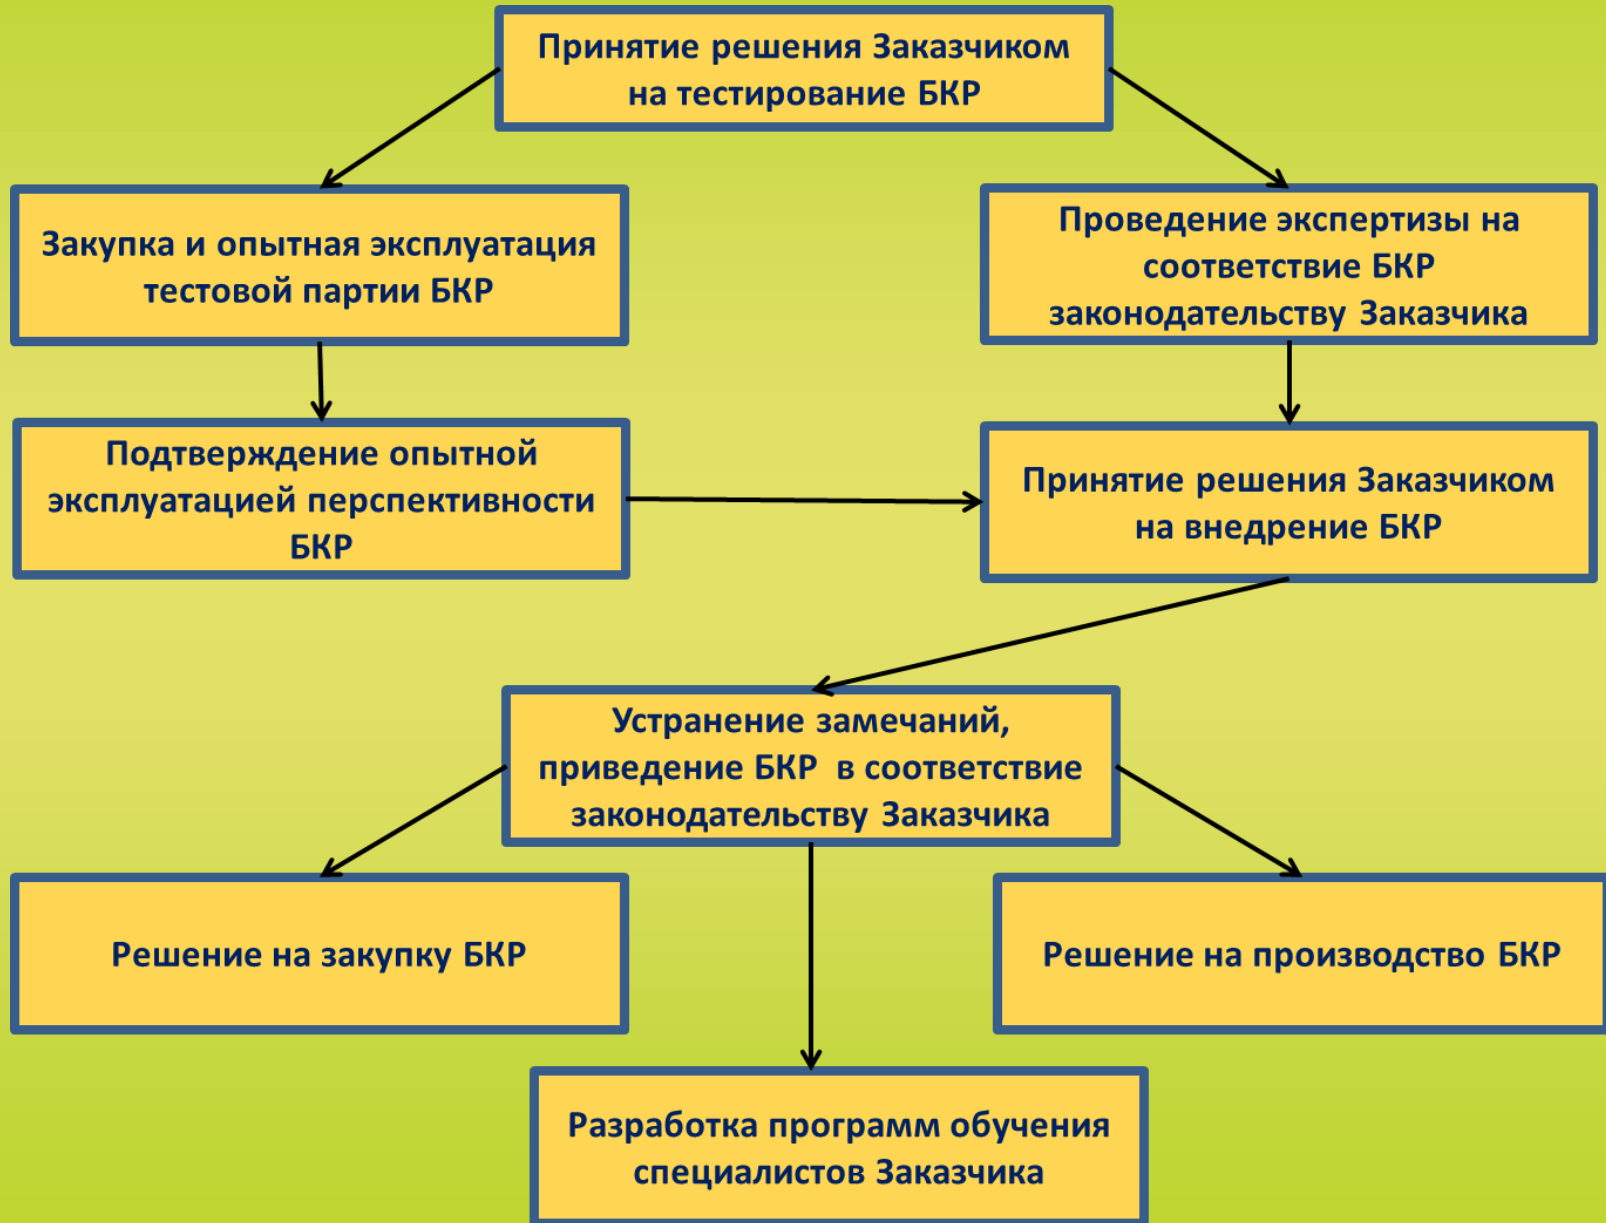 Принятие решения Заказчиком
на тестирование БКР
Закупка и опытная эксплуатация
тестовой партии БКР
Проведение экспертизы на
соответствие БКР
законодательству Заказчика
Подтверждение опытной
эксплуатацией перспективности
БКР
Принятие решения Заказчиком
на внедрение БКР
Устранение замечаний,
приведение БКР в соответствие
законодательству Заказчика
Решение на закупку БКР
Решение на производство БКР
Разработка программ обучения
специалистов Заказчика